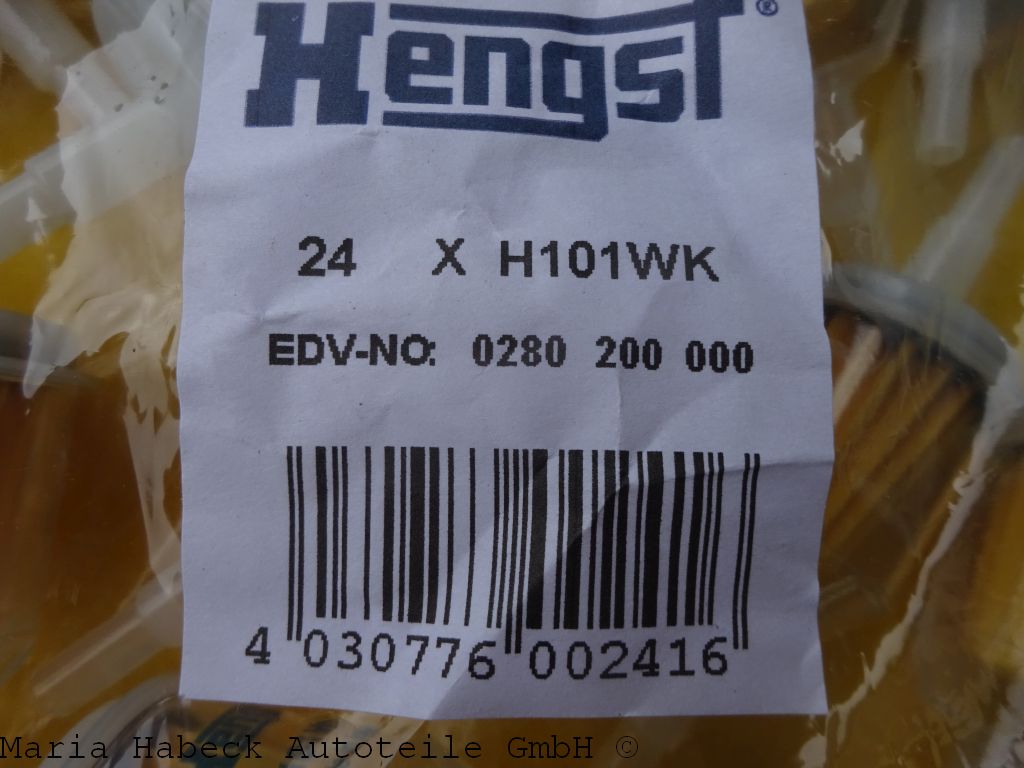 Hengst®
24 X H101WK
EDV-NO: 0280 200 000
4 030776 002416
Maria Habeck Autoteile GmbH ©